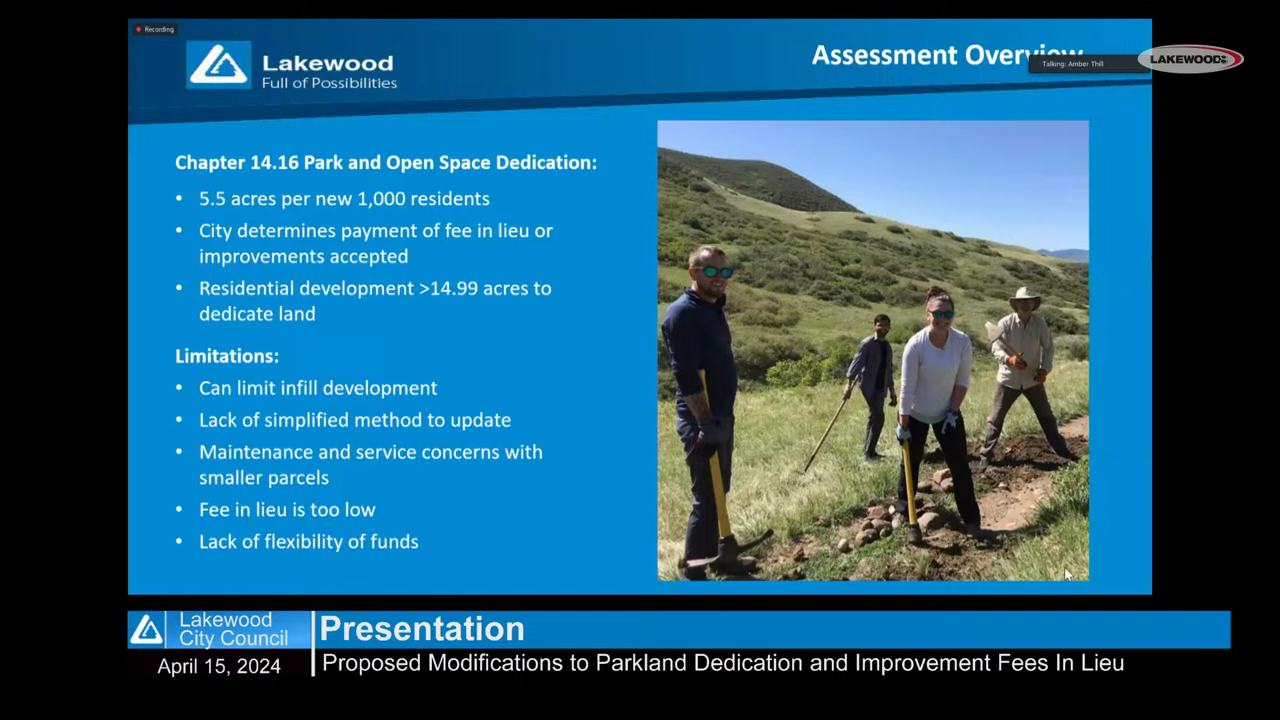 Recording
Lakewood
Full of Possibilities
Assessment Overview
Talking: Amber Thill
LAKEWOOD
Chapter 14.16 Park and Open Space Dedication:
• 5.5 acres per new 1,000 residents
• City determines payment of fee in lieu or
improvements accepted
• Residential development >14.99 acres to
dedicate land
Limitations:
• Can limit infill development
• Lack of simplified method to update
• Maintenance and service concerns with
smaller parcels
• Fee in lieu is too low
• Lack of flexibility of funds
Lakewood
City Council
April 15, 2024
Presentation
Proposed Modifications to Parkland Dedication and Improvement Fees In Lieu